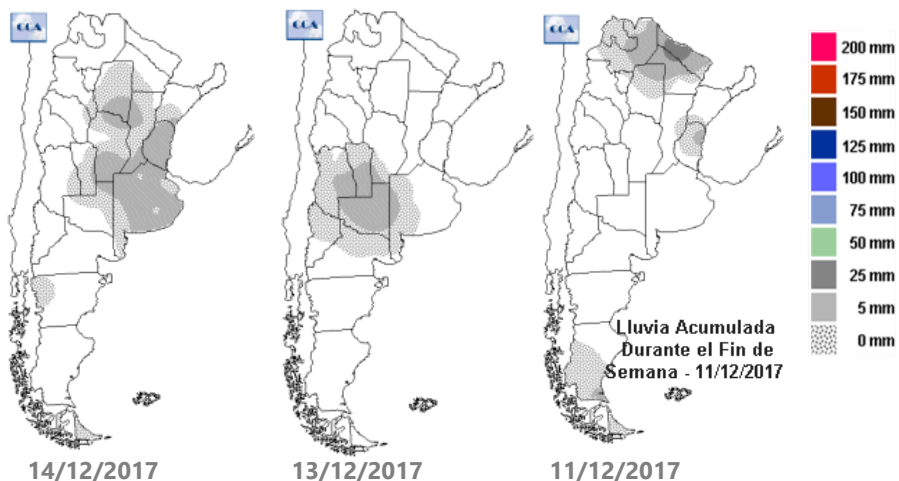 CCA
CCA
CCA
200 mm
175 mm
150 mm
125 mm
100 mm
75 mm
50 mm
25 mm
5 mm
0 mm
Lluvia Acumulada
Durante el Fin de
Semana - 11/12/2017
14/12/2017
13/12/2017
11/12/2017